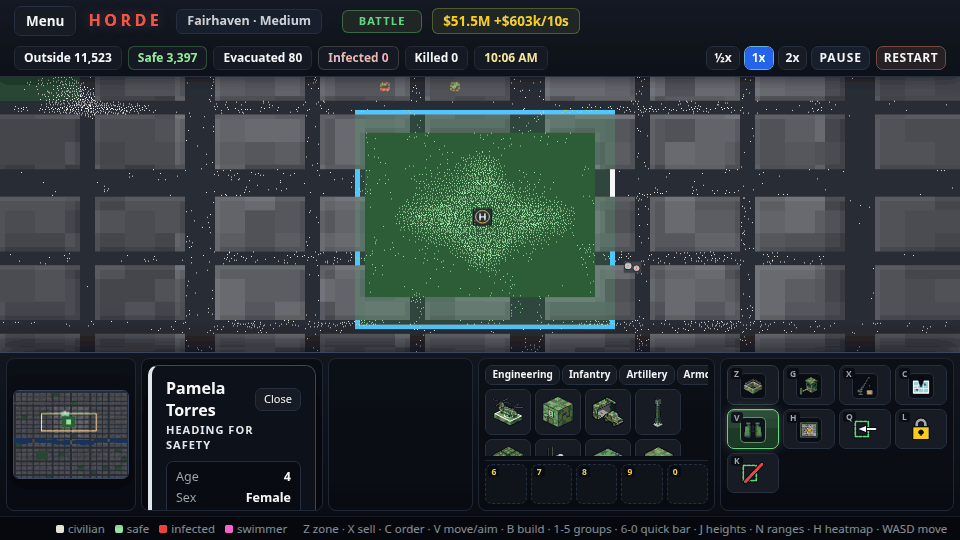 Menu HORDE Fairhaven · Medium BATTLE $51.5M +$603k/10s
Outside 11,523 Safe 3,397 Evacuated 80 Infected 0 Killed 0 10:06 AM ½x 1x 2x PAUSE RESTART
H
Pamela Torres
Close
HEADING FOR SAFETY
Age 4
Sex Female
Engineering Infantry Artillery Armo
6 7 8 9 0
Z G X C
V H Q L
K
civilian safe infected swimmer Z zone · X sell · C order · V move/aim · B build · 1-5 groups · 6-0 quick bar · J heights · N ranges · H heatmap · WASD move